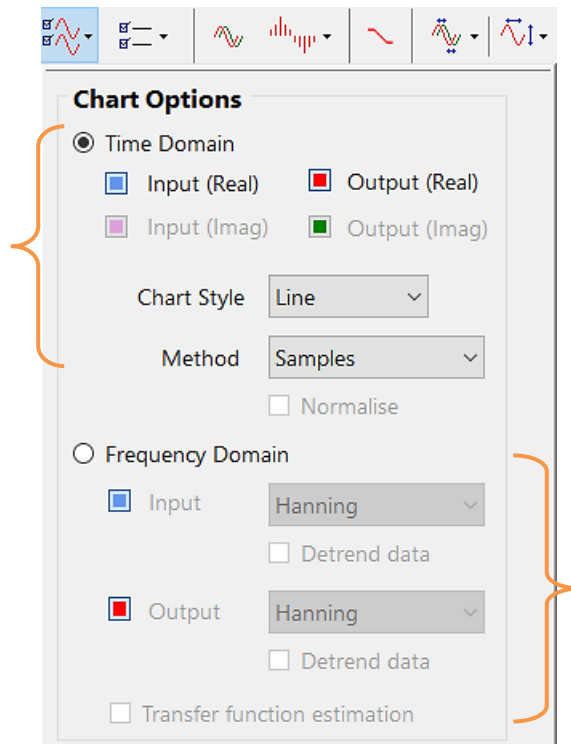 Chart Options
Time Domain
Input (Real) Output (Real)
Input (Imag) Output (Imag)
Chart Style Line
Method Samples
Normalise
Frequency Domain
Input Hanning
Detrend data
Output Hanning
Detrend data
Transfer function estimation